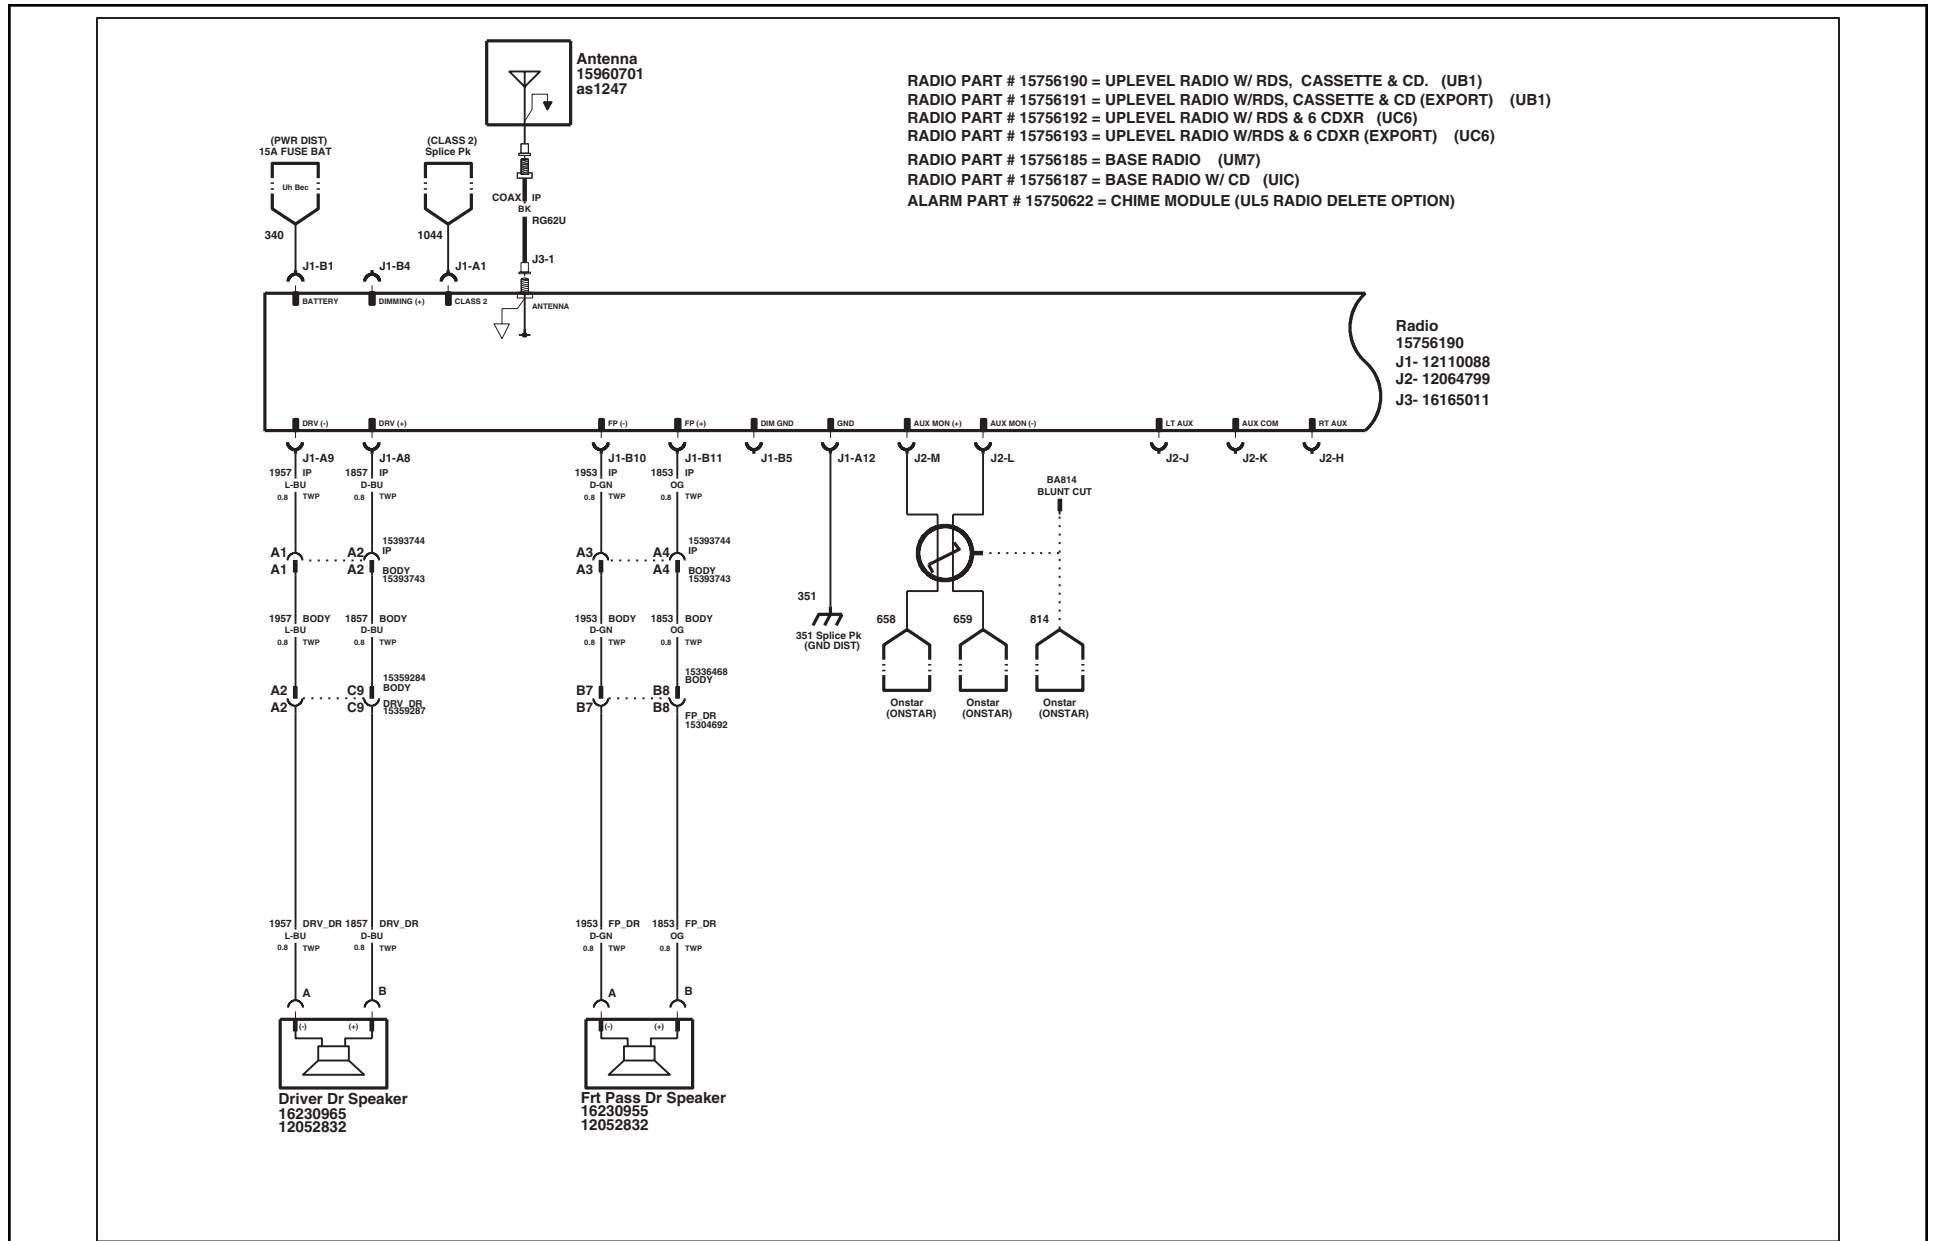 Antenna
15960701
as1247
RADIO PART # 15756190 = UPLEVEL RADIO W/ RDS, CASSETTE & CD. (UB1)
RADIO PART # 15756191 = UPLEVEL RADIO W/RDS, CASSETTE & CD (EXPORT) (UB1)
RADIO PART # 15756192 = UPLEVEL RADIO W/ RDS & 6 CDXR (UC6)
RADIO PART # 15756193 = UPLEVEL RADIO W/RDS & 6 CDXR (EXPORT) (UC6)
RADIO PART # 15756185 = BASE RADIO (UM7)
RADIO PART # 15756187 = BASE RADIO W/ CD (UIC)
ALARM PART # 15750622 = CHIME MODULE (UL5 RADIO DELETE OPTION)
(PWR DIST)
15A FUSE BAT
Uh Bec
340
(CLASS 2)
Splice Pk
1044
COAX IP
BK
RG62U
J1-B1 J1-B4 J1-A1 J3-1
BATTERY DIMMING (+) CLASS 2 ANTENNA
Radio
15756190
J1- 12110088
J2- 12064799
J3- 16165011
DRV (-) DRV (+) FP (-) FP (+) DIM GND GND AUX MON (+) AUX MON (-) LT AUX AUX COM RT AUX
J1-A9 J1-A8 J1-B10 J1-B11 J1-B5 J1-A12 J2-M J2-L J2-J J2-K J2-H
1957 IP 1857 IP 1953 IP 1853 IP
L-BU D-BU D-GN OG
0.8 TWP 0.8 TWP 0.8 TWP 0.8 TWP
BA814
BLUNT CUT
A1 A2 15393744 IP A3 A4 15393744 IP
A1 A2 BODY 15393743 A3 A4 BODY 15393743
1957 BODY 1857 BODY 1953 BODY 1853 BODY
L-BU D-BU D-GN OG
0.8 TWP 0.8 TWP 0.8 TWP 0.8 TWP
351
351 Splice Pk
(GND DIST)
658 659 814
Onstar Onstar Onstar
(ONSTAR) (ONSTAR) (ONSTAR)
A2 C9 15359284 BODY B7 B8 15336468 BODY
A2 C9 DRV_DR 15359287 B7 B8 FP_DR 15304692
1957 DRV_DR 1857 DRV_DR 1953 FP_DR 1853 FP_DR
L-BU D-BU D-GN OG
0.8 TWP 0.8 TWP 0.8 TWP 0.8 TWP
A B A B
(-) (+) (-) (+)
Driver Dr Speaker
16230965
12052832
Frt Pass Dr Speaker
16230955
12052832